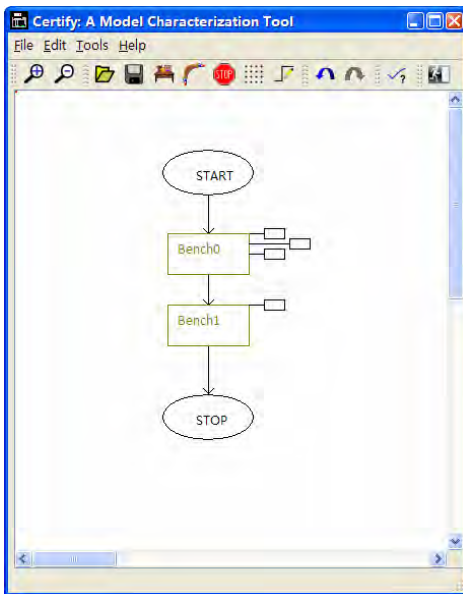 Certify: A Model Characterization Tool
File Edit Tools Help
STOP
START
Bench0
Bench1
STOP